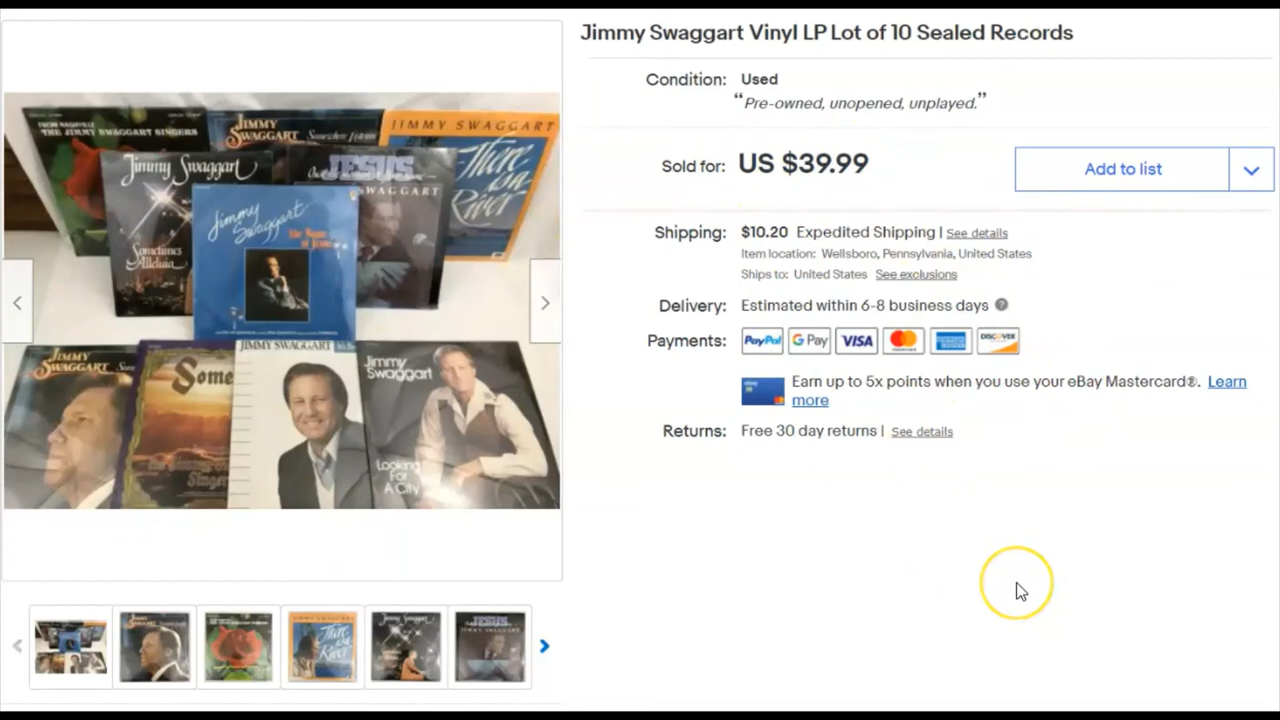 Jimmy Swaggart Vinyl LP Lot of 10 Sealed Records
Condition: Used
“Pre-owned, unopened, unplayed.”
Sold for: US $39.99
Add to list
Shipping: $10.20 Expedited Shipping | See details
Item location: Wellsboro, Pennsylvania, United States
Ships to: United States See exclusions
Delivery: Estimated within 6-8 business days
Payments: PayPal G Pay VISA DISCOVER
Earn up to 5x points when you use your eBay Mastercard®. Learn
more
Returns: Free 30 day returns | See details
FROM NASHVILLE
THE JIMMY SWAGGART SINGERS
JIMMY
SWAGGART Somewhere Listenin'
JIMMY SWAGGART
There
is a
River
Jimmy Swaggart
Sometimes
Alleluia
JESUS
SWAGGART
Jimmy
Swaggart
The Name
of Jesus
JIMMY
SWAGGART
Some
JIMMY SWAGGART
Jimmy
Swaggart
Looking
For A
City